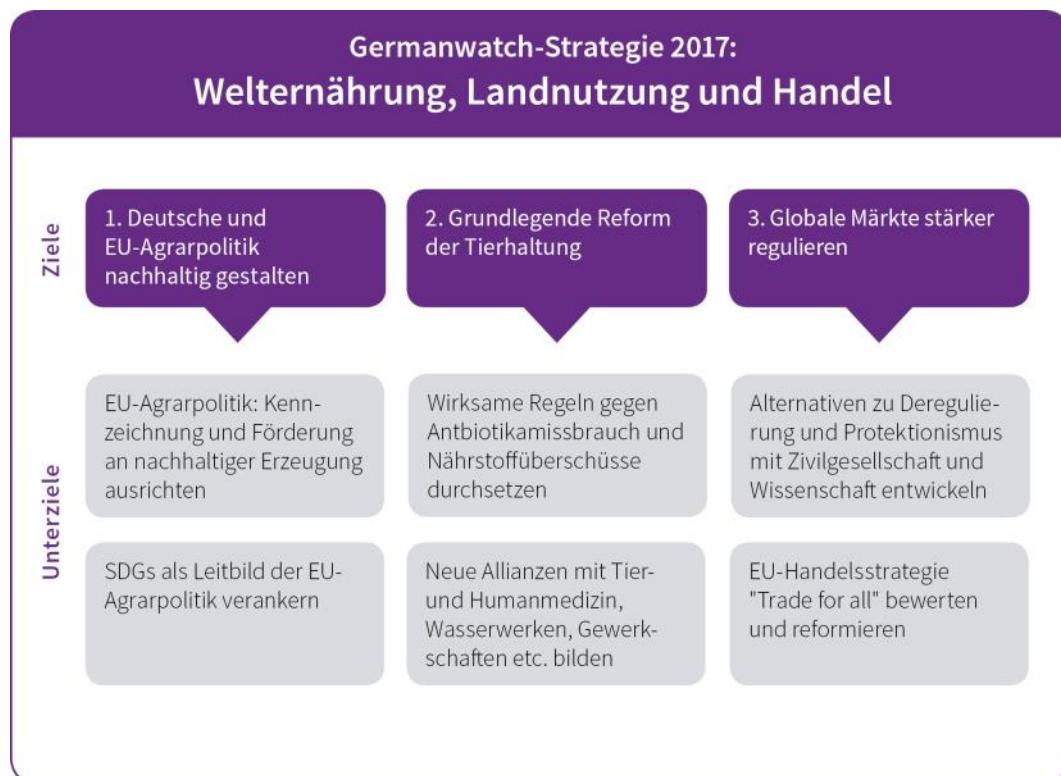 Germanwatch-Strategie 2017:
Welternährung, Landnutzung und Handel
Ziele
1. Deutsche und
EU-Agrarpolitik
nachhaltig gestalten
2. Grundlegende Reform
der Tierhaltung
3. Globale Märkte stärker
regulieren
Unterziele
EU-Agrarpolitik: Kenn-
zeichnung und Förderung
an nachhaltiger Erzeugung
ausrichten
Wirksame Regeln gegen
Antbiotikamissbrauch und
Nährstoffüberschüsse
durchsetzen
Alternativen zu Deregulie-
rung und Protektionismus
mit Zivilgesellschaft und
Wissenschaft entwickeln
SDGs als Leitbild der EU-
Agrarpolitik verankern
Neue Allianzen mit Tier-
und Humanmedizin,
Wasserwerken, Gewerk-
schaften etc. bilden
EU-Handelsstrategie
"Trade for all" bewerten
und reformieren